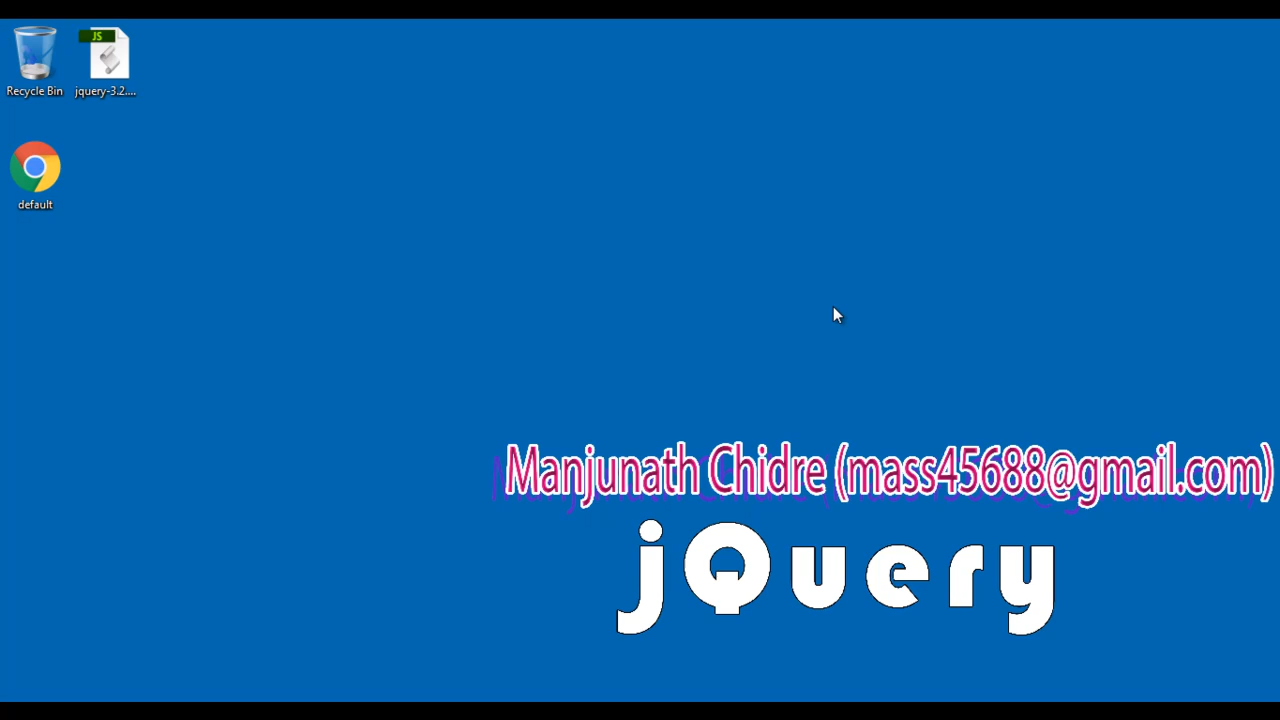 JS
Recycle Bin
jquery-3.2....
default
Manjunath Chidre (mass45688@gmail.com)
jQuery